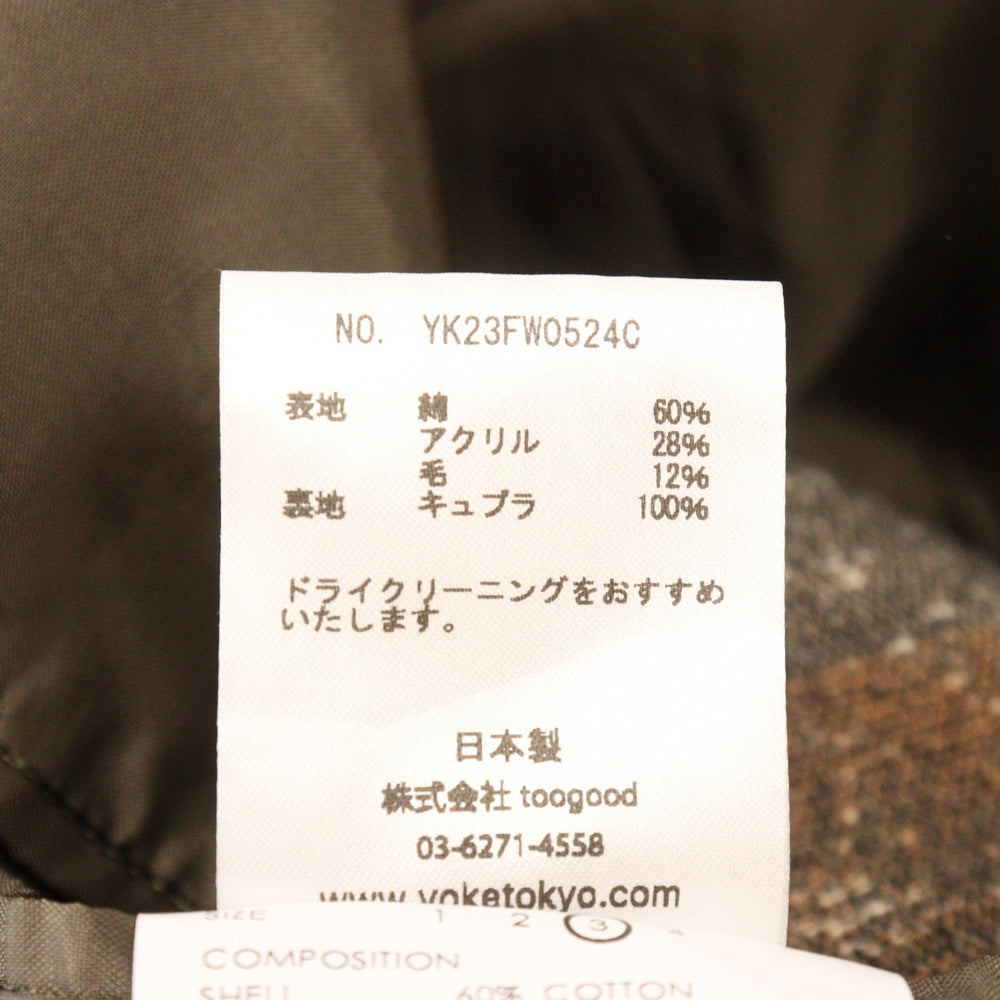 NO. YK23FW0524C
表地 綿 60%
アクリル 28%
毛 12%
裏地 キュプラ 100%
ドライクリーニングをおすすめ
いたします。
日本製
株式会社 toogood
03-6271-4558
www.yoketokyo.com
SIZE 1 2 3 4
COMPOSITION
SHELL 60% COTTON